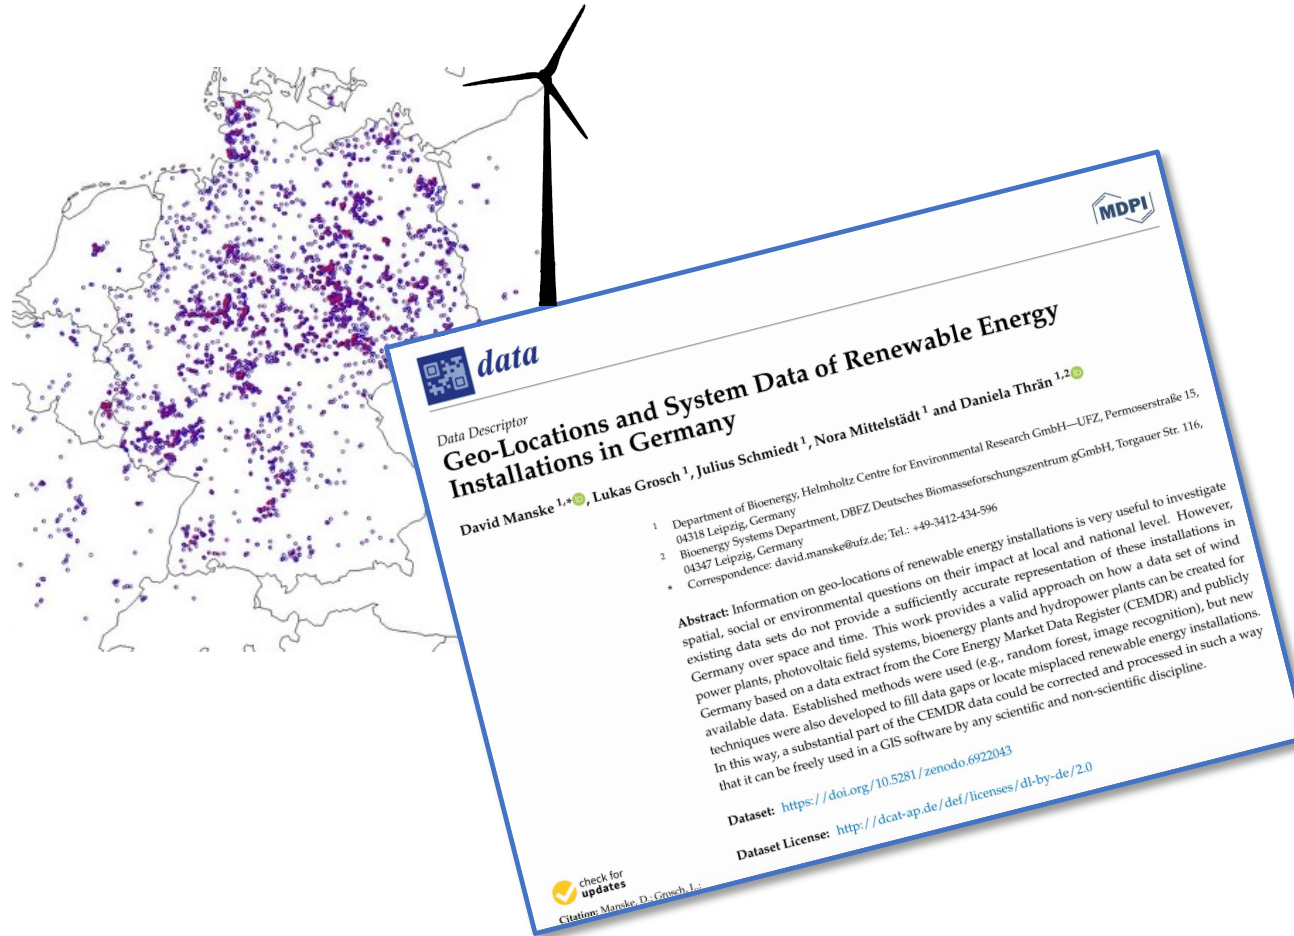 MDPI
data
Data Descriptor
Geo-Locations and System Data of Renewable Energy
Installations in Germany
David Manske 1,*, Lukas Grosch 1, Julius Schmiedt 1, Nora Mittelstädt 1 and Daniela Thrän 1,2
1 Department of Bioenergy, Helmholtz Centre for Environmental Research GmbH—UFZ, Permoserstraße 15,
04318 Leipzig, Germany
2 Bioenergy Systems Department, DBFZ Deutsches Biomasseforschungszentrum gGmbH, Torgauer Str. 116,
04347 Leipzig, Germany
* Correspondence: david.manske@ufz.de; Tel.: +49-3412-434-596
Abstract: Information on geo-locations of renewable energy installations is very useful to investigate
spatial, social or environmental questions on their impact at local and national level. However,
existing data sets do not provide a sufficiently accurate representation of these installations in
Germany over space and time. This work provides a valid approach on how a data set of wind
power plants, photovoltaic field systems, bioenergy plants and hydropower plants can be created for
Germany based on a data extract from the Core Energy Market Data Register (CEMDR) and publicly
available data. Established methods were used (e.g., random forest, image recognition), but new
techniques were also developed to fill data gaps or locate misplaced renewable energy installations.
In this way, a substantial part of the CEMDR data could be corrected and processed in such a way
that it can be freely used in a GIS software by any scientific and non-scientific discipline.
Dataset: https://doi.org/10.5281/zenodo.6922043
Dataset License: http://dcat-ap.de/def/licenses/dl-by-de/2.0
check for
updates
Citation: Manske, D.; Grosch, L.;